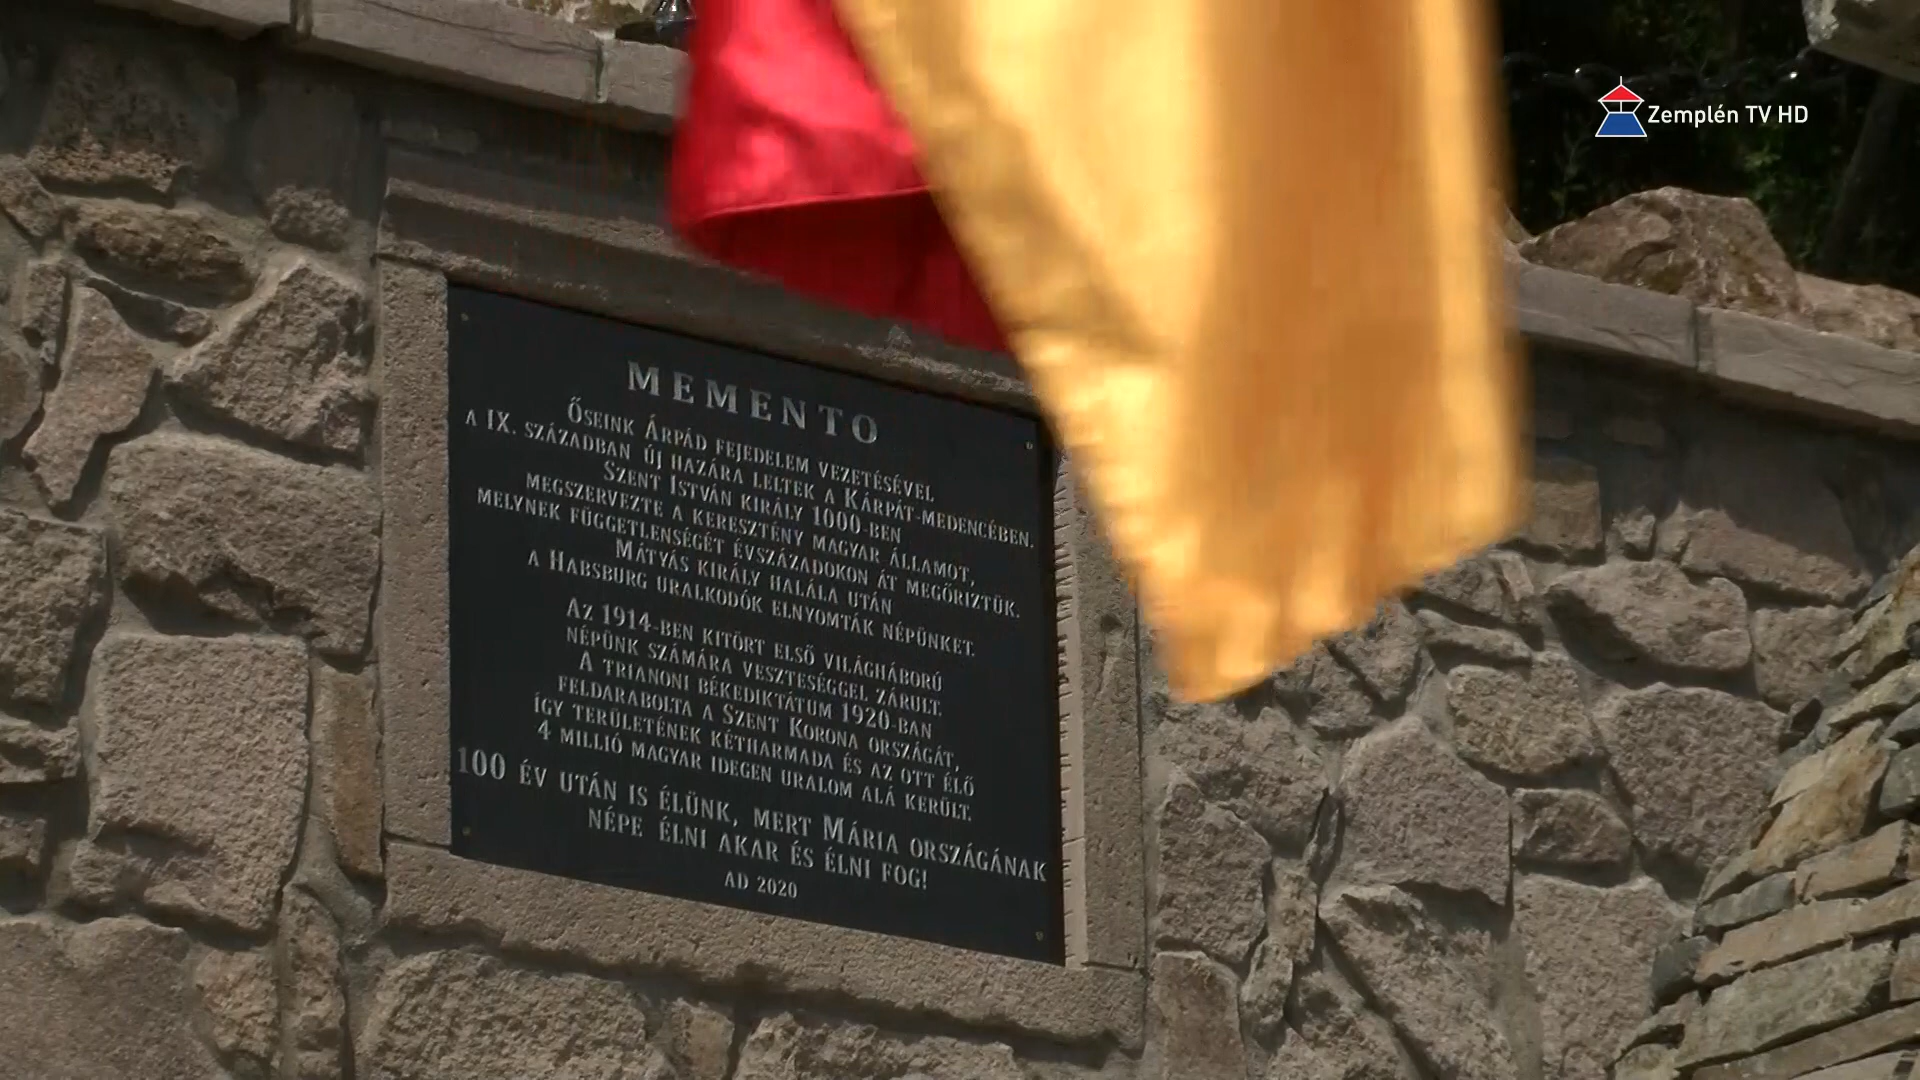 Zemplén TV HD
MEMENTO
ŐSEINK ÁRPÁD FEJEDELEM VEZETÉSÉVEL
A IX. SZÁZADBAN ÚJ HAZÁRA LELTEK A KÁRPÁT-MEDENCÉBEN.
SZENT ISTVÁN KIRÁLY 1000-BEN
MEGSZERVEZTE A KERESZTÉNY MAGYAR ÁLLAMOT,
MELYNEK FÜGGETLENSÉGÉT ÉVSZÁZADOKON ÁT MEGŐRIZTÜK.
MÁTYÁS KIRÁLY HALÁLA UTÁN
A HABSBURG URALKODÓK ELNYOMTÁK NÉPÜNKET.
AZ 1914-BEN KITÖRT ELSŐ VILÁGHÁBORÚ
NÉPÜNK SZÁMÁRA VESZTESÉGGEL ZÁRULT.
A TRIANONI BÉKEDIKTÁTUM 1920-BAN
FELDARABOLTA A SZENT KORONA ORSZÁGÁT,
ÍGY TERÜLETÉNEK KÉTHARMADA ÉS AZ OTT ÉLŐ
4 MILLIÓ MAGYAR IDEGEN URALOM ALÁ KERÜLT.
100 ÉV UTÁN IS ÉLÜNK, MERT MÁRIA ORSZÁGÁNAK
NÉPE ÉLNI AKAR ÉS ÉLNI FOG!
AD 2020